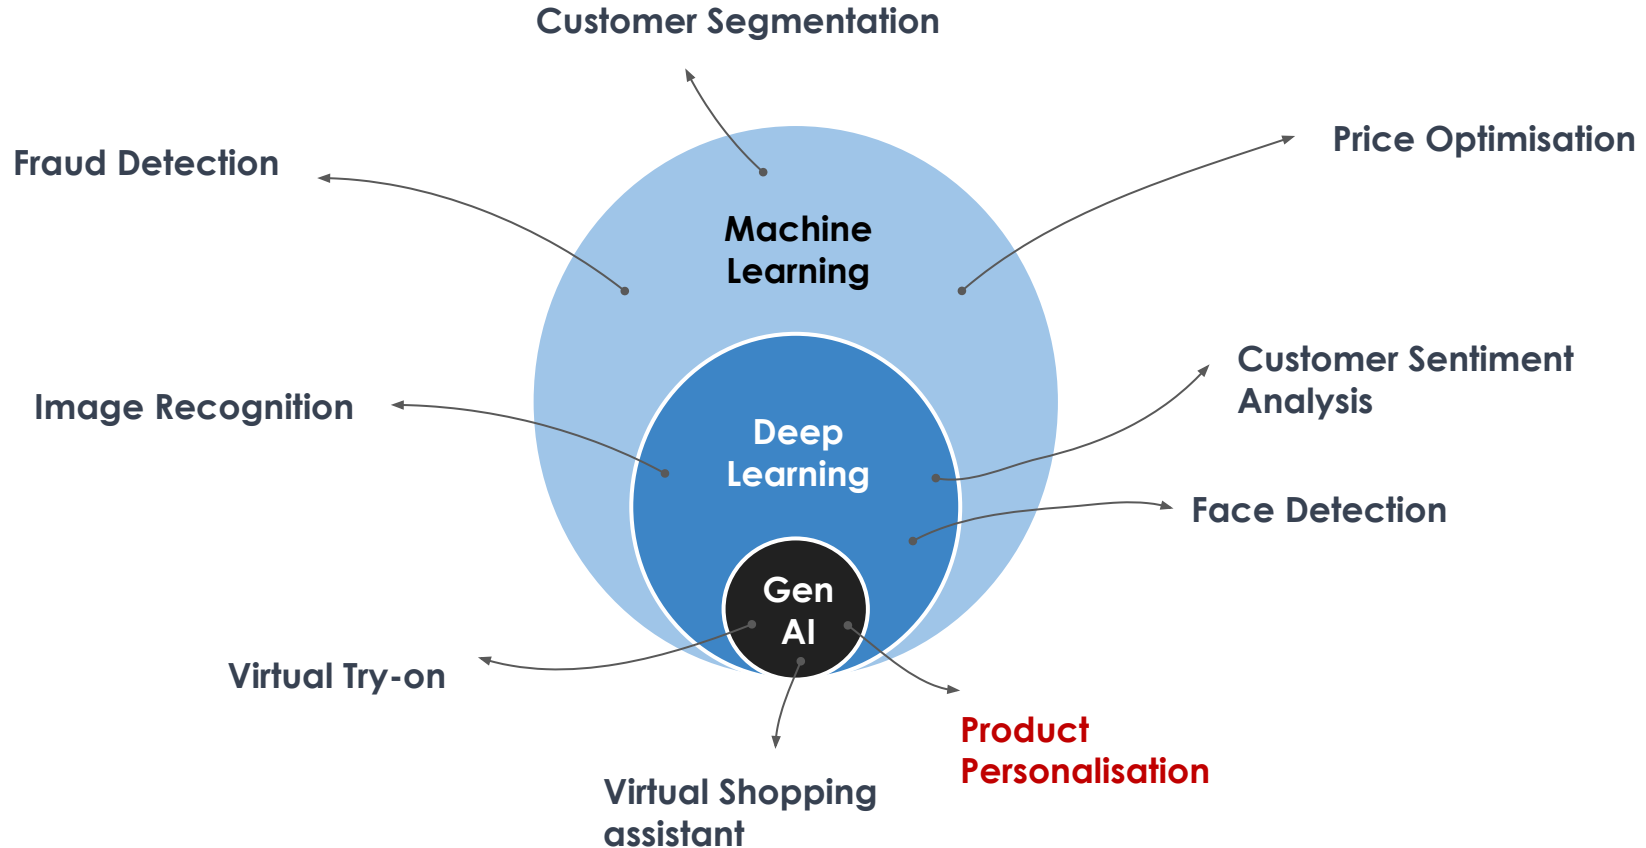 Customer Segmentation
Price Optimisation
Fraud Detection
Machine
Learning
Customer Sentiment
Analysis
Image Recognition
Deep
Learning
Face Detection
Gen
AI
Virtual Try-on
Product
Personalisation
Virtual Shopping
assistant